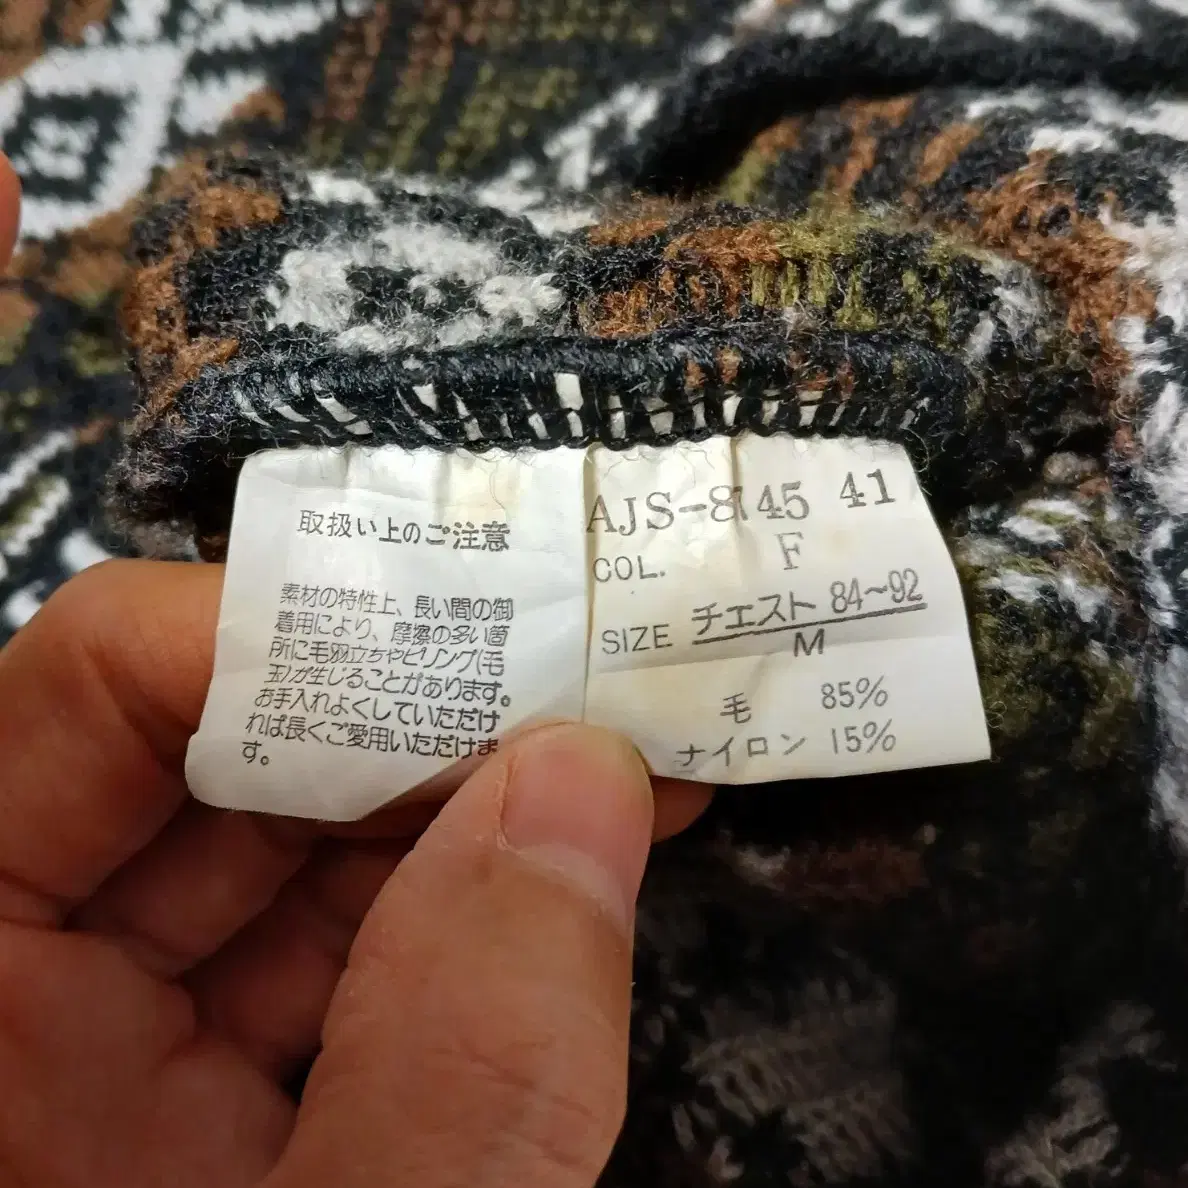 取扱い上のご注意
素材の特性上、長い間の御
着用により、摩擦の多い箇
所に毛羽立ちやピリング(毛
玉)が生じることがあります。
お手入れよくしていただけ
れば長くご愛用いただけま
す。
AJS-8745 41
COL. F
SIZE チェスト 84~92
M
毛 85%
ナイロン 15%